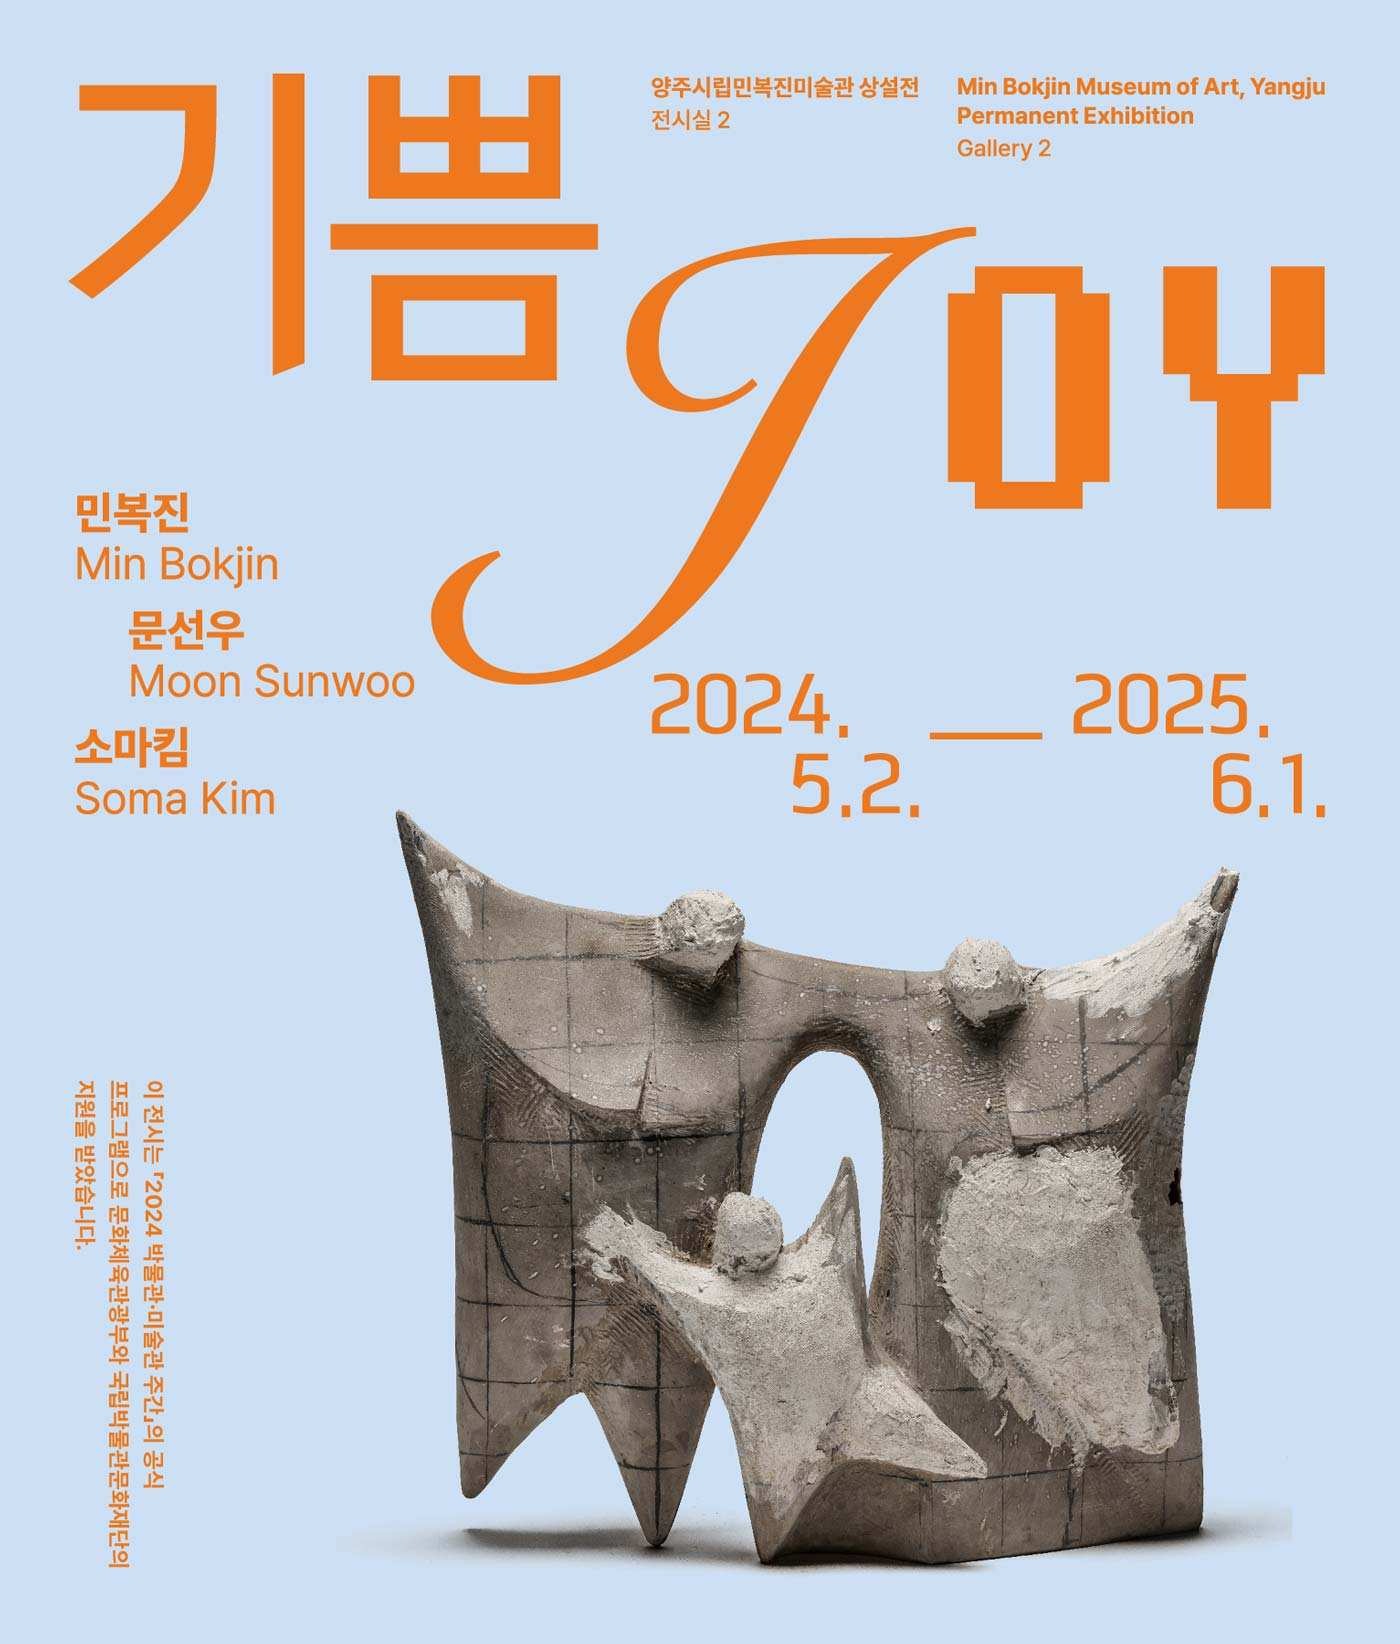 기쁨
양주시립민복진미술관 상설전
전시실 2
Min Bokjin Museum of Art, Yangju
Permanent Exhibition
Gallery 2
JOY
민복진
Min Bokjin
문선우
Moon Sunwoo
소마킴
Soma Kim
2024. __ 2025.
5.2. 6.1.
이 전시는 「2024 박물관·미술관 주간」의 공식
프로그램으로 문화체육관광부와 국립박물관문화재단의
지원을 받았습니다.